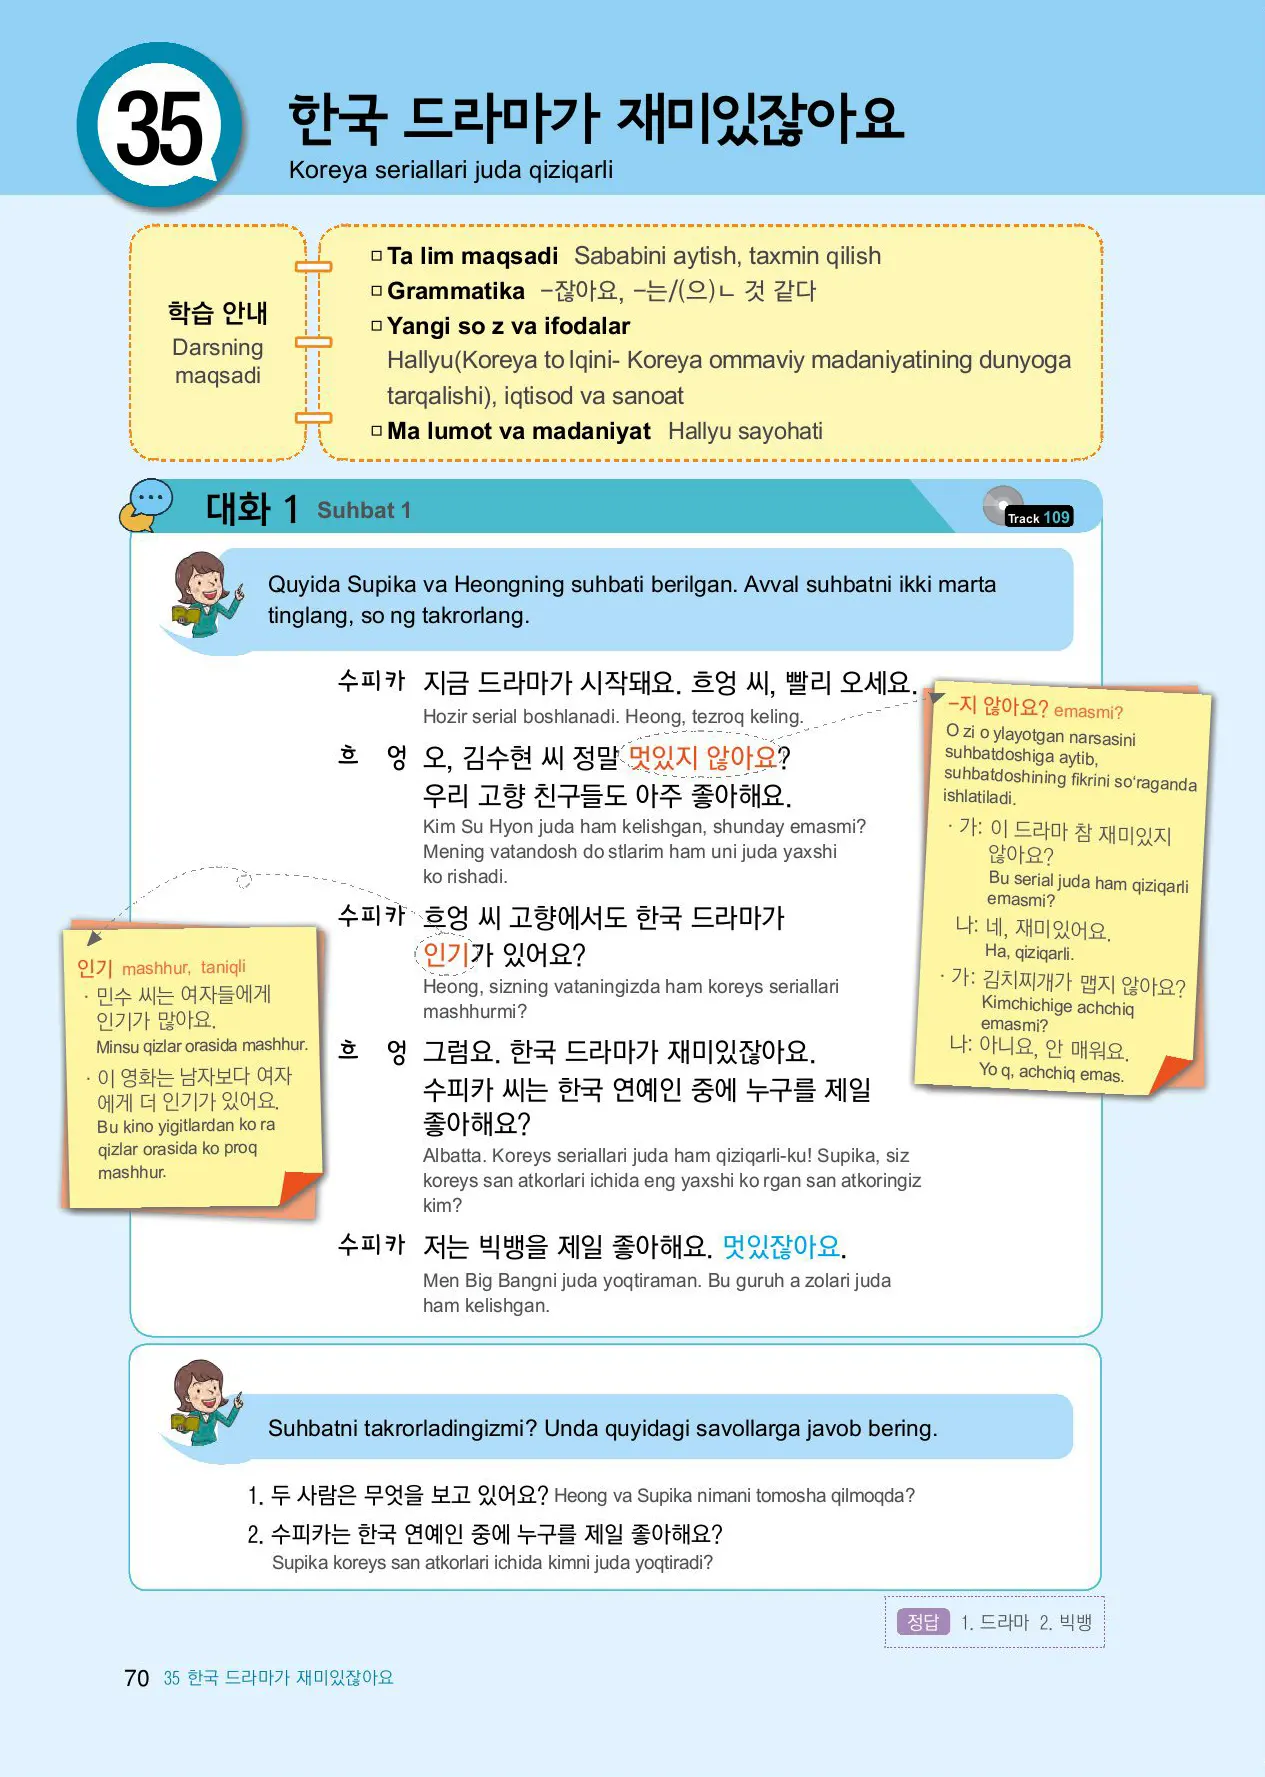 35
한국 드라마가 재미있잖아요
Koreya seriallari juda qiziqarli
학습 안내
Darsning
maqsadi
Ta lim maqsadi Sababini aytish, taxmin qilish
Grammatika -잖아요, -는/(으)ㄴ 것 같다
Yangi so z va ifodalar
Hallyu(Koreya to lqini- Koreya ommaviy madaniyatining dunyoga
tarqalishi), iqtisod va sanoat
Ma lumot va madaniyat Hallyu sayohati
대화 1 Suhbat 1
Track 109
Quyida Supika va Heongning suhbati berilgan. Avval suhbatni ikki marta
tinglang, so ng takrorlang.
수피카 지금 드라마가 시작돼요. 흐엉 씨, 빨리 오세요.
Hozir serial boshlanadi. Heong, tezroq keling.
흐 엉 오, 김수현 씨 정말 멋있지 않아요?
우리 고향 친구들도 아주 좋아해요.
Kim Su Hyon juda ham kelishgan, shunday emasmi?
Mening vatandosh do stlarim ham uni juda yaxshi
ko rishadi.
수피카 흐엉 씨 고향에서도 한국 드라마가
인기가 있어요?
Heong, sizning vataningizda ham koreys seriallari
mashhurmi?
흐 엉 그럼요. 한국 드라마가 재미있잖아요.
수피카 씨는 한국 연예인 중에 누구를 제일
좋아해요?
Albatta. Koreys seriallari juda ham qiziqarli-ku! Supika, siz
koreys san atkorlari ichida eng yaxshi ko rgan san atkoringiz
kim?
수피카 저는 빅뱅을 제일 좋아해요. 멋있잖아요.
Men Big Bangni juda yoqtiraman. Bu guruh a zolari juda
ham kelishgan.
-지 않아요? emasmi?
O zi o ylayotgan narsasini
suhbatdoshiga aytib,
suhbatdoshining fikrini so'raganda
ishlatiladi.
· 가: 이 드라마 참 재미있지
않아요?
Bu serial juda ham qiziqarli
emasmi?
나: 네, 재미있어요.
Ha, qiziqarli.
· 가: 김치찌개가 맵지 않아요?
Kimchichige achchiq
emasmi?
나: 아니요, 안 매워요.
Yo q, achchiq emas.
인기 mashhur, taniqli
· 민수 씨는 여자들에게
인기가 많아요.
Minsu qizlar orasida mashhur.
· 이 영화는 남자보다 여자
에게 더 인기가 있어요.
Bu kino yigitlardan ko ra
qizlar orasida ko proq
mashhur.
Suhbatni takrorladingizmi? Unda quyidagi savollarga javob bering.
1. 두 사람은 무엇을 보고 있어요? Heong va Supika nimani tomosha qilmoqda?
2. 수피카는 한국 연예인 중에 누구를 제일 좋아해요?
Supika koreys san atkorlari ichida kimni juda yoqtiradi?
정답 1. 드라마 2. 빅뱅
70 35 한국 드라마가 재미있잖아요